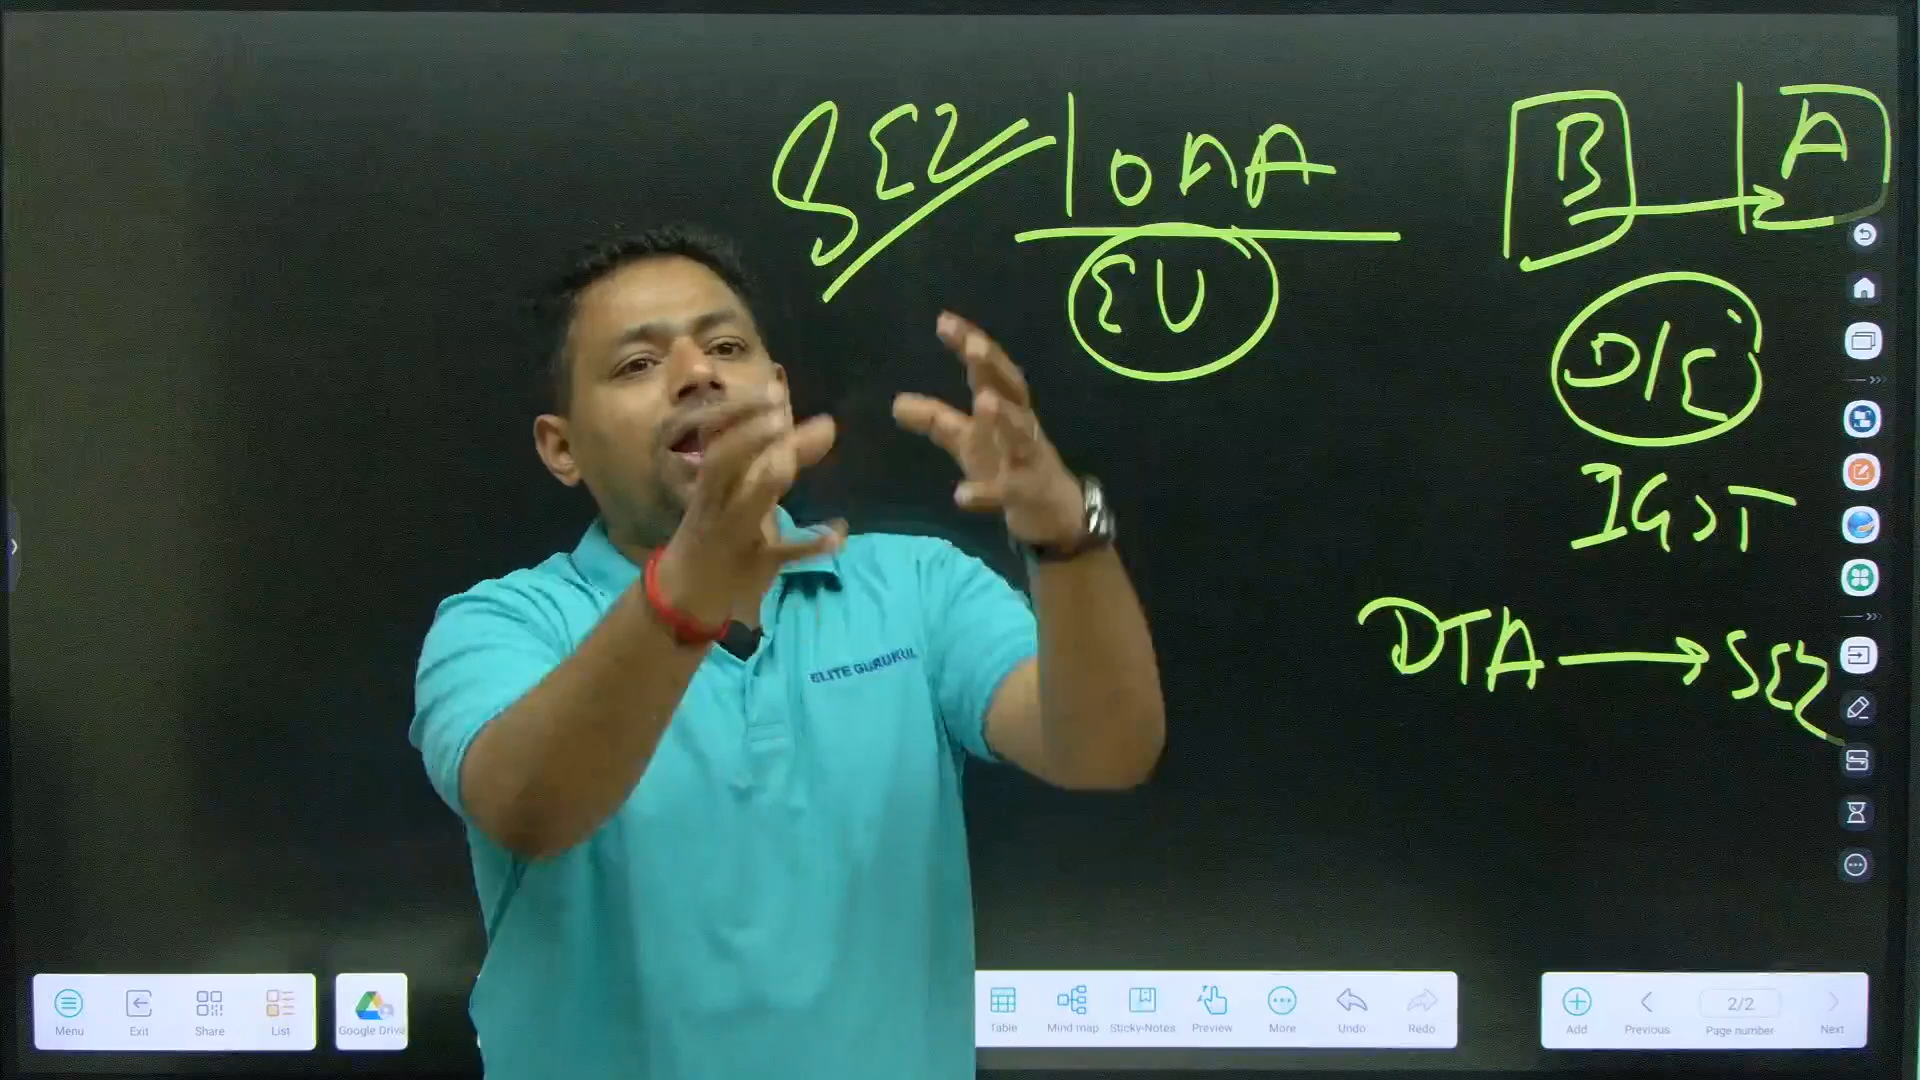 SEZ 10AA
EU
B A
D/E
IGST
DTA → SEZ
ELITE GURUKUL
Menu
Exit
Share
List
Google Driva
Table
Mind map
Sticky-Notes
Preview
More
Undo
Redo
Add
Previous
2/2
Page number
Next